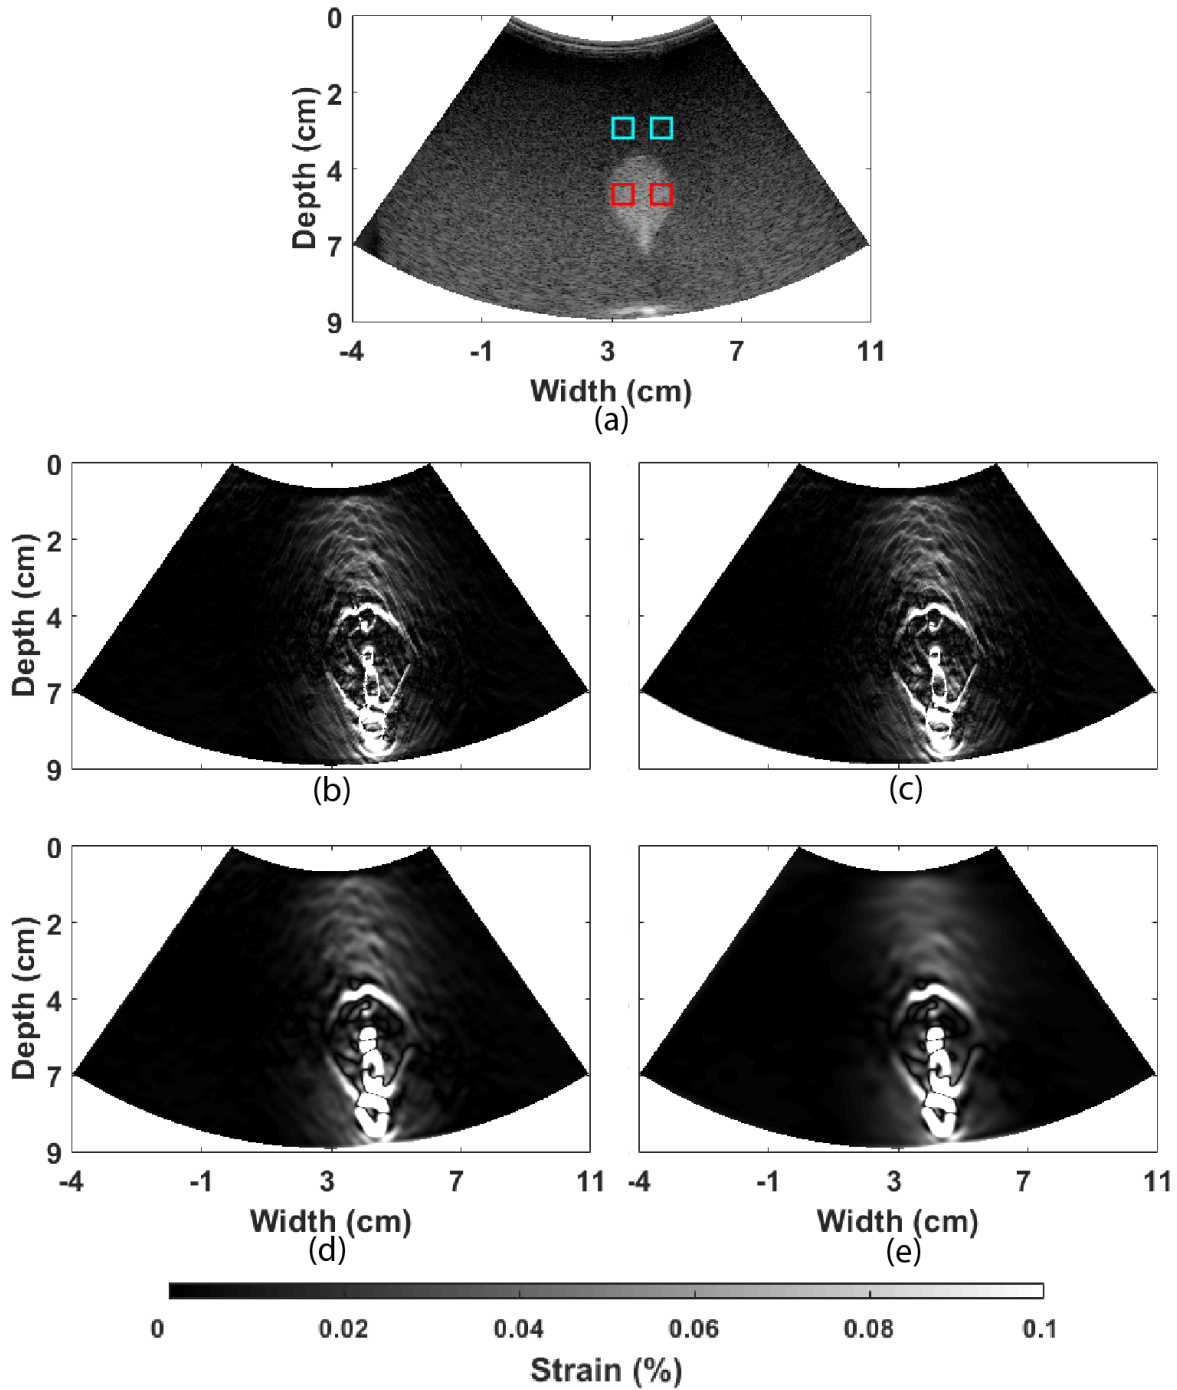 0
2
4
7
9
Depth (cm)
-4 -1 3 7 11
Width (cm)
(a)
0
2
4
7
9
Depth (cm)
(b) (c)
0
2
4
7
9
Depth (cm)
-4 -1 3 7 11 -4 -1 3 7 11
Width (cm) Width (cm)
(d) (e)
0 0.02 0.04 0.06 0.08 0.1
Strain (%)